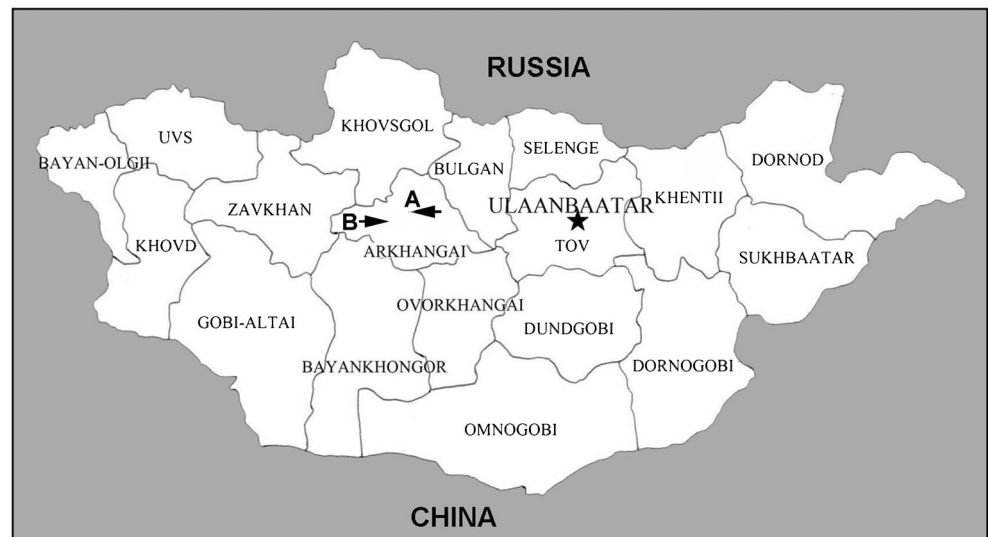 RUSSIA
KHOVSGOL
UVS
SELENGE
BAYAN-OLGII
BULGAN
DORNOD
KHENTII
A
ULAANBAATAR
ZAVKHAN
B
KHOVD
TOV
ARKHANGAI
SUKHBAATAR
OVORKHANGAI
GOBI-ALTAI
DUNDGOBI
BAYANKHONGOR
DORNOGOBI
OMNOGOBI
CHINA